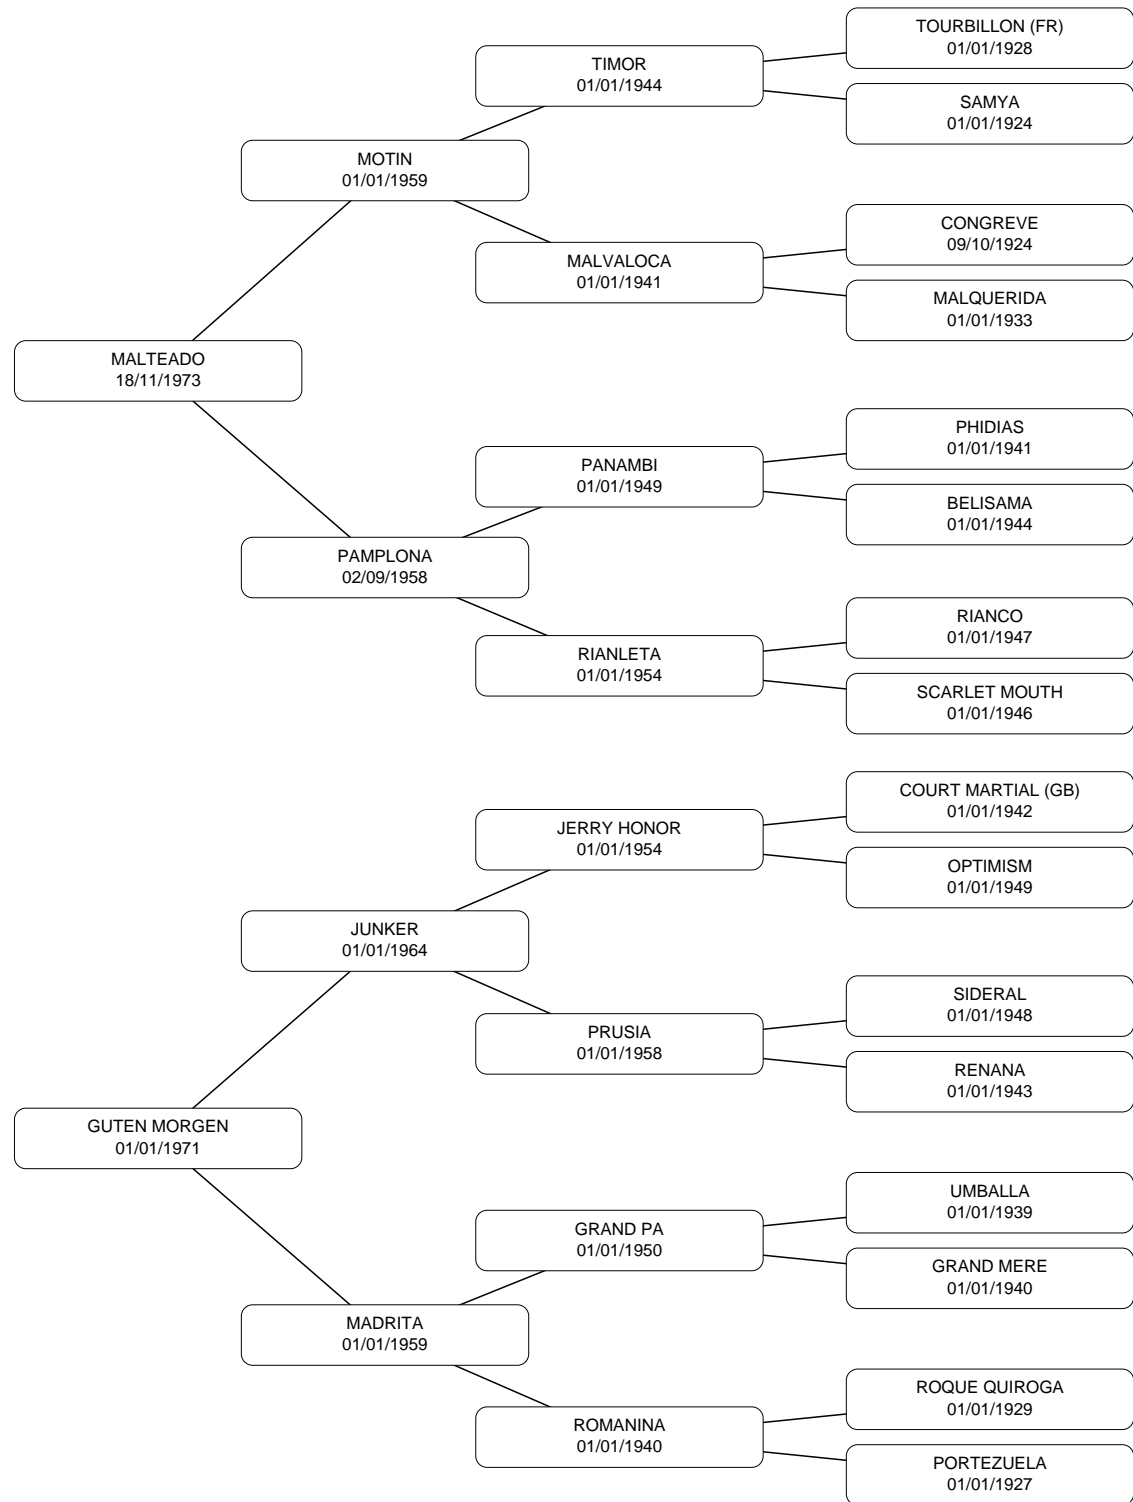 TOURBILLON (FR)
01/01/1928
TIMOR
01/01/1944
SAMYA
01/01/1924
MOTIN
01/01/1959
CONGREVE
09/10/1924
MALVALOCA
01/01/1941
MALQUERIDA
01/01/1933
MALTEADO
18/11/1973
PHIDIAS
01/01/1941
PANAMBI
01/01/1949
BELISAMA
01/01/1944
PAMPLONA
02/09/1958
RIANCO
01/01/1947
RIANLETA
01/01/1954
SCARLET MOUTH
01/01/1946
COURT MARTIAL (GB)
01/01/1942
JERRY HONOR
01/01/1954
OPTIMISM
01/01/1949
JUNKER
01/01/1964
SIDERAL
01/01/1948
PRUSIA
01/01/1958
RENANA
01/01/1943
GUTEN MORGEN
01/01/1971
UMBALLA
01/01/1939
GRAND PA
01/01/1950
GRAND MERE
01/01/1940
MADRITA
01/01/1959
ROQUE QUIROGA
01/01/1929
ROMANINA
01/01/1940
PORTEZUELA
01/01/1927